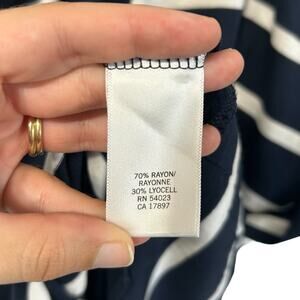 70% RAYON/
RAYONNE
30% LYOCELL
RN 54023
CA 17897